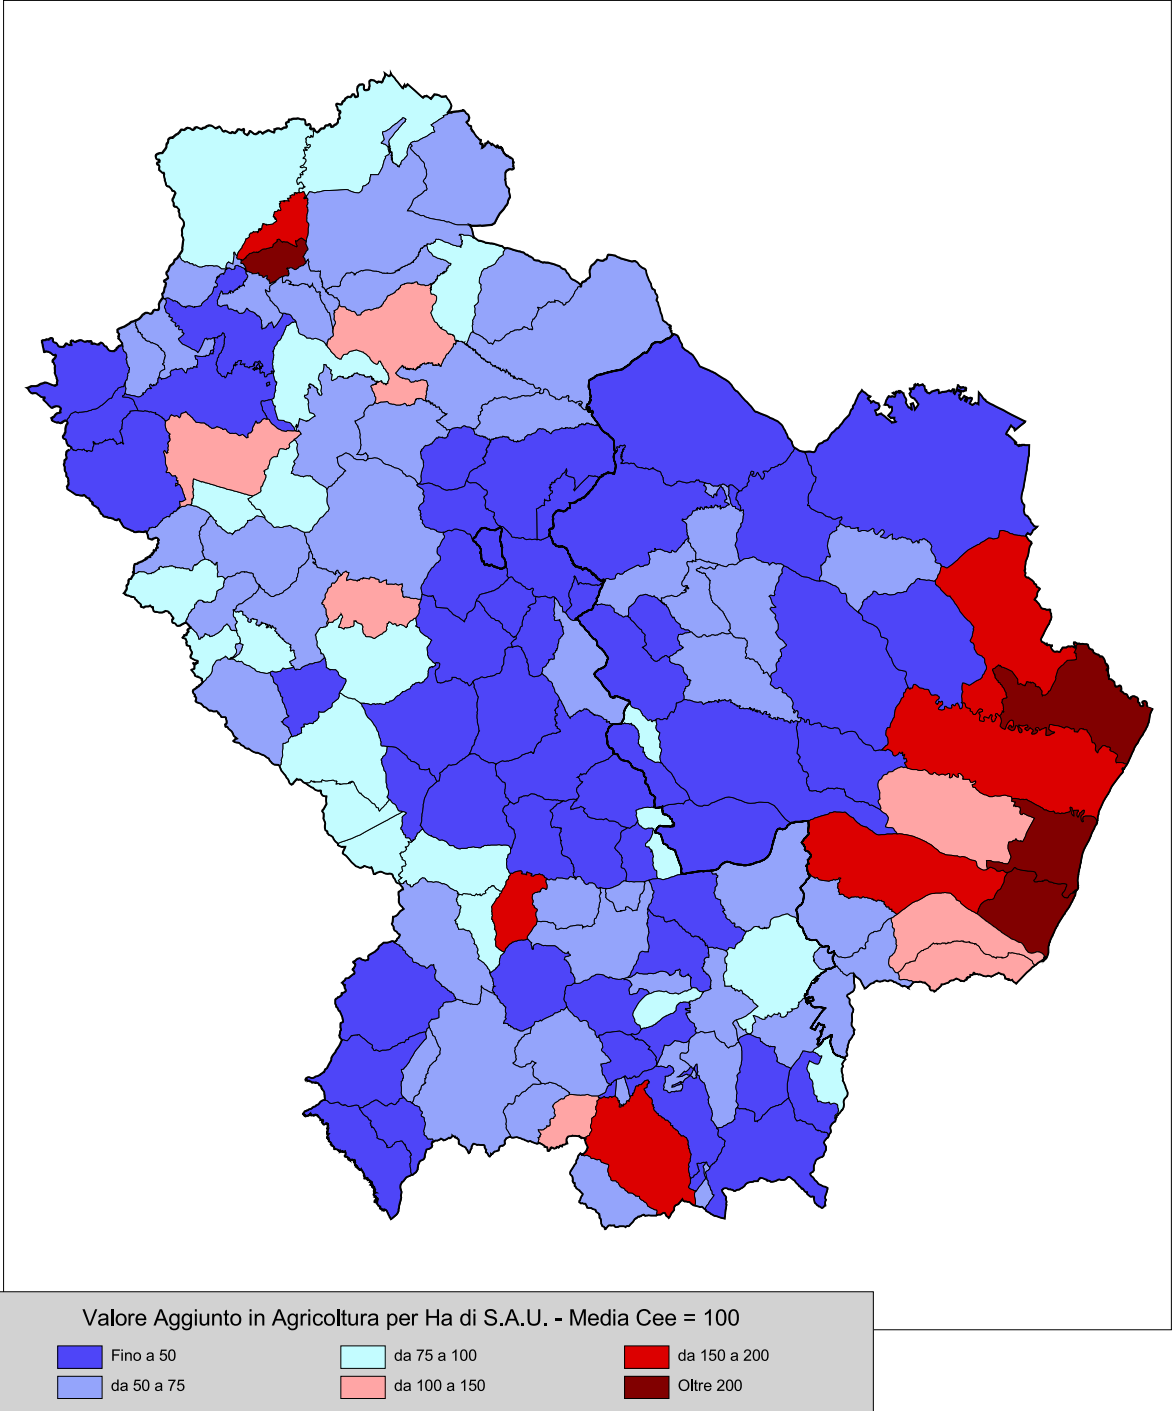 Valore Aggiunto in Agricoltura per Ha di S.A.U. - Media Cee = 100
Fino a 50
da 75 a 100
da 150 a 200
da 50 a 75
da 100 a 150
Oltre 200